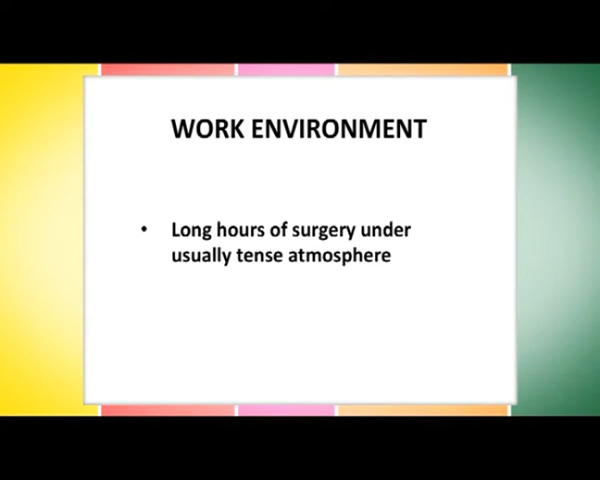 WORK ENVIRONMENT
• Long hours of surgery under
usually tense atmosphere